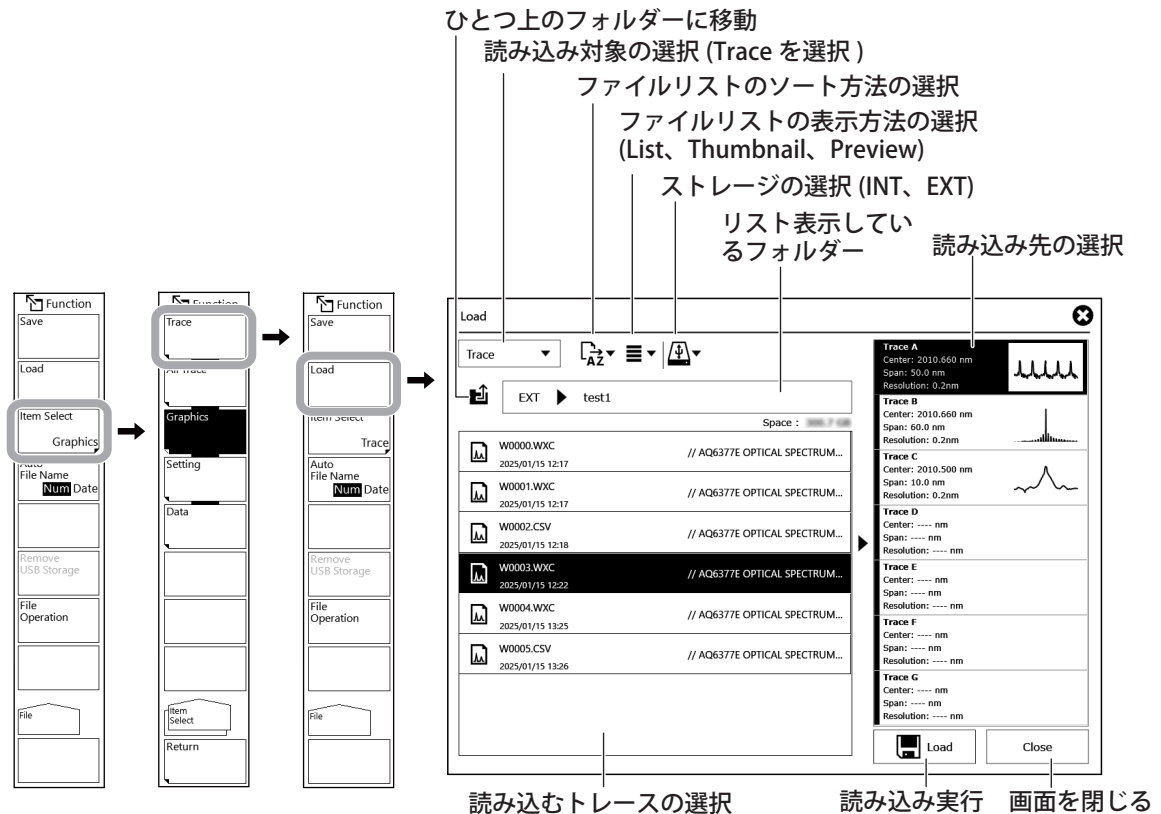 ひとつ上のフォルダーに移動
読み込み対象の選択 (Trace を選択 )
ファイルリストのソート方法の選択
ファイルリストの表示方法の選択
(List、Thumbnail、Preview)
ストレージの選択 (INT、EXT)
リスト表示してい
るフォルダー
読み込み先の選択
Function
Save
Load
Item Select
Graphics
Auto
File Name
Num Date
Remove
USB Storage
File
Operation
File
Function
Trace
All Trace
Graphics
Setting
Data
Item
Select
Return
Function
Save
Load
Item Select
Trace
Auto
File Name
Num Date
Remove
USB Storage
File
Operation
File
Load
Trace
AZ
EXT ▶ test1
Space :
W0000.WXC
2025/01/15 12:17
// AQ6377E OPTICAL SPECTRUM...
W0001.WXC
2025/01/15 12:17
// AQ6377E OPTICAL SPECTRUM...
W0002.CSV
2025/01/15 12:18
// AQ6377E OPTICAL SPECTRUM...
W0003.WXC
2025/01/15 12:22
// AQ6377E OPTICAL SPECTRUM...
W0004.WXC
2025/01/15 13:25
// AQ6377E OPTICAL SPECTRUM...
W0005.CSV
2025/01/15 13:26
// AQ6377E OPTICAL SPECTRUM...
Trace A
Center: 2010.660 nm
Span: 50.0 nm
Resolution: 0.2nm
Trace B
Center: 2010.660 nm
Span: 60.0 nm
Resolution: 0.2nm
Trace C
Center: 2010.500 nm
Span: 10.0 nm
Resolution: 0.2nm
Trace D
Center: ---- nm
Span: ---- nm
Resolution: ---- nm
Trace E
Center: ---- nm
Span: ---- nm
Resolution: ---- nm
Trace F
Center: ---- nm
Span: ---- nm
Resolution: ---- nm
Trace G
Center: ---- nm
Span: ---- nm
Resolution: ---- nm
Load
Close
読み込むトレースの選択
読み込み実行
画面を閉じる